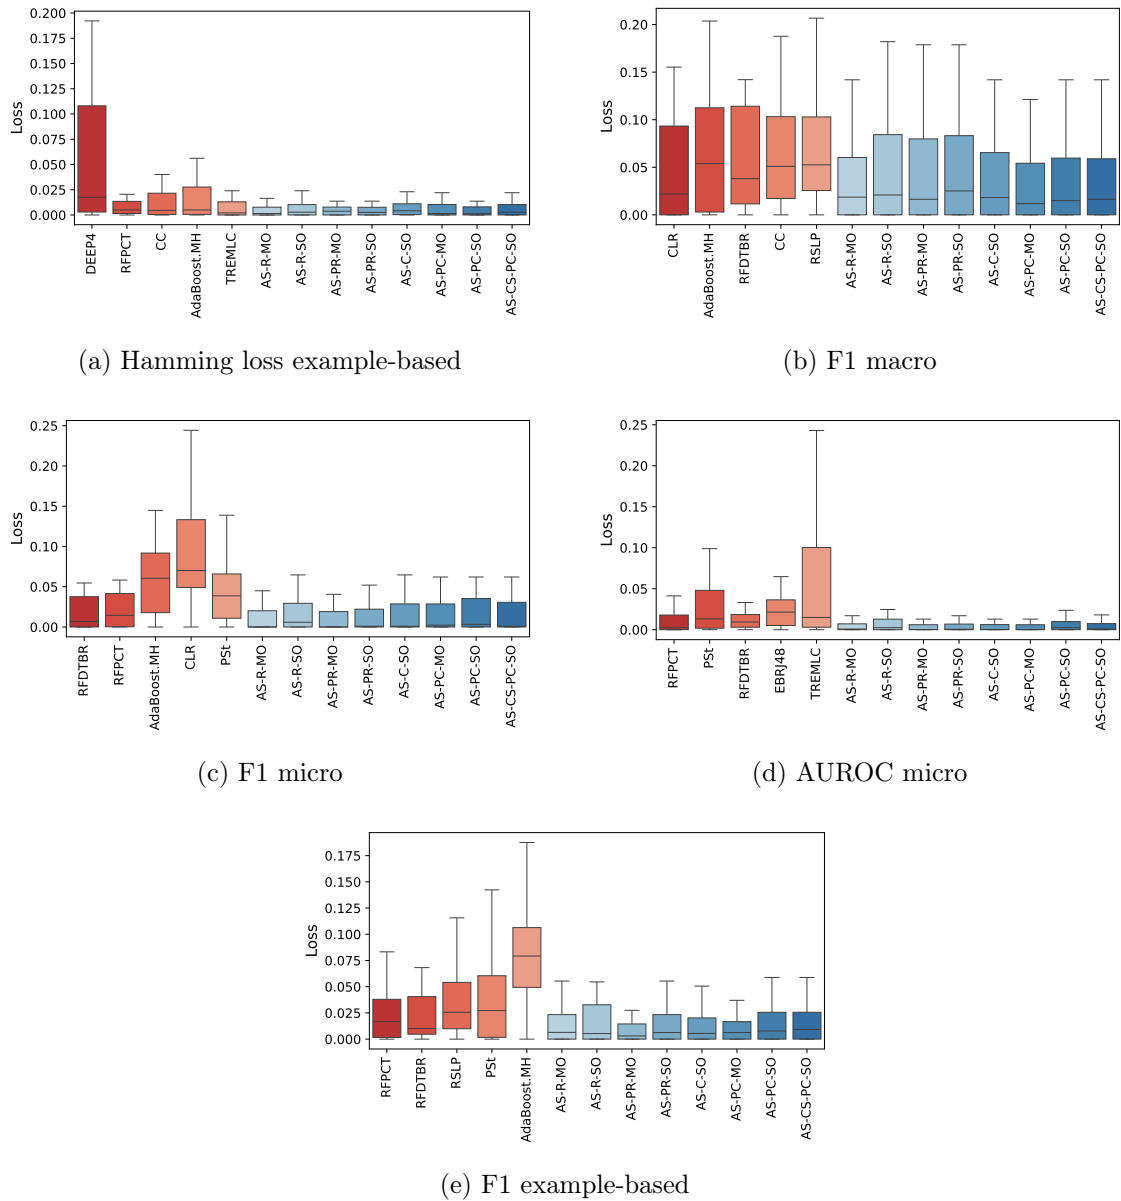 0.200
0.175
0.150
0.125
0.100
0.075
0.050
0.025
0.000
Loss
DEEP4
RFPCT
CC
AdaBoost.MH
TREMLC
AS-R-MO
AS-R-SO
AS-PR-MO
AS-PR-SO
AS-C-SO
AS-PC-MO
AS-PC-SO
AS-CS-PC-SO
(a) Hamming loss example-based
0.20
0.15
0.10
0.05
0.00
Loss
CLR
AdaBoost.MH
RFDTBR
CC
RSLP
AS-R-MO
AS-R-SO
AS-PR-MO
AS-PR-SO
AS-C-SO
AS-PC-MO
AS-PC-SO
AS-CS-PC-SO
(b) F1 macro
0.25
0.20
0.15
0.10
0.05
0.00
Loss
RFDTBR
RFPCT
AdaBoost.MH
CLR
PSt
AS-R-MO
AS-R-SO
AS-PR-MO
AS-PR-SO
AS-C-SO
AS-PC-MO
AS-PC-SO
AS-CS-PC-SO
(c) F1 micro
0.25
0.20
0.15
0.10
0.05
0.00
Loss
RFPCT
PSt
RFDTBR
EBRJ48
TREMLC
AS-R-MO
AS-R-SO
AS-PR-MO
AS-PR-SO
AS-C-SO
AS-PC-MO
AS-PC-SO
AS-CS-PC-SO
(d) AUROC micro
0.175
0.150
0.125
0.100
0.075
0.050
0.025
0.000
Loss
RFPCT
RFDTBR
RSLP
PSt
AdaBoost.MH
AS-R-MO
AS-R-SO
AS-PR-MO
AS-PR-SO
AS-C-SO
AS-PC-MO
AS-PC-SO
AS-CS-PC-SO
(e) F1 example-based